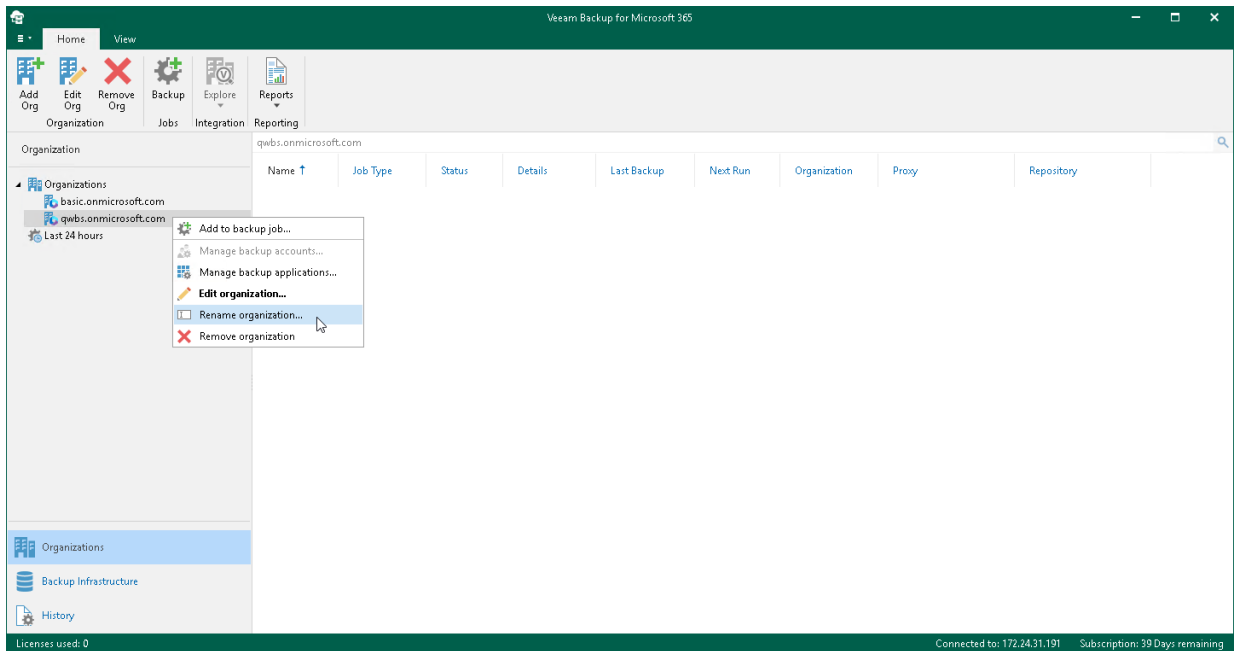 Veeam Backup for Microsoft 365
Home View
Add Org Edit Org Remove Org Backup Explore Reports
Organization Jobs Integration Reporting
Organization
qwbs.onmicrosoft.com
Name Job Type Status Details Last Backup Next Run Organization Proxy Repository
Organizations
basic.onmicrosoft.com
qwbs.onmicrosoft.com
Last 24 hours
Add to backup job...
Manage backup accounts...
Manage backup applications...
Edit organization...
Rename organization...
Remove organization
Organizations
Backup Infrastructure
History
Licenses used: 0 Connected to: 172.24.31.191 Subscription: 39 Days remaining